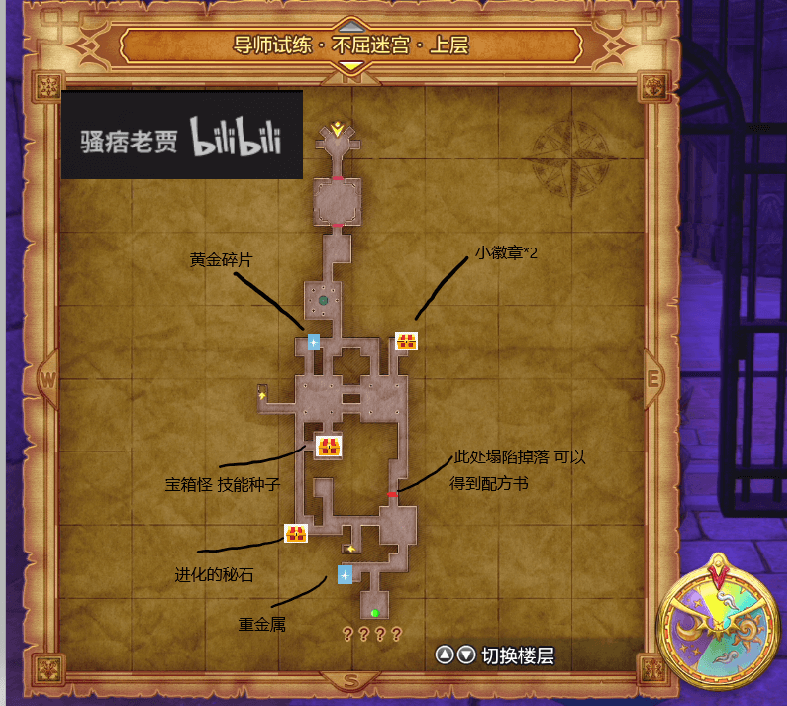 导师试练·不屈迷宫·上层
骚痞老贾 bilibili
黄金碎片
小徽章*2
W
E
此处塌陷掉落 可以
得到配方书
宝箱怪 技能种子
进化的秘石
重金属
? ? ? ?
切换楼层
S